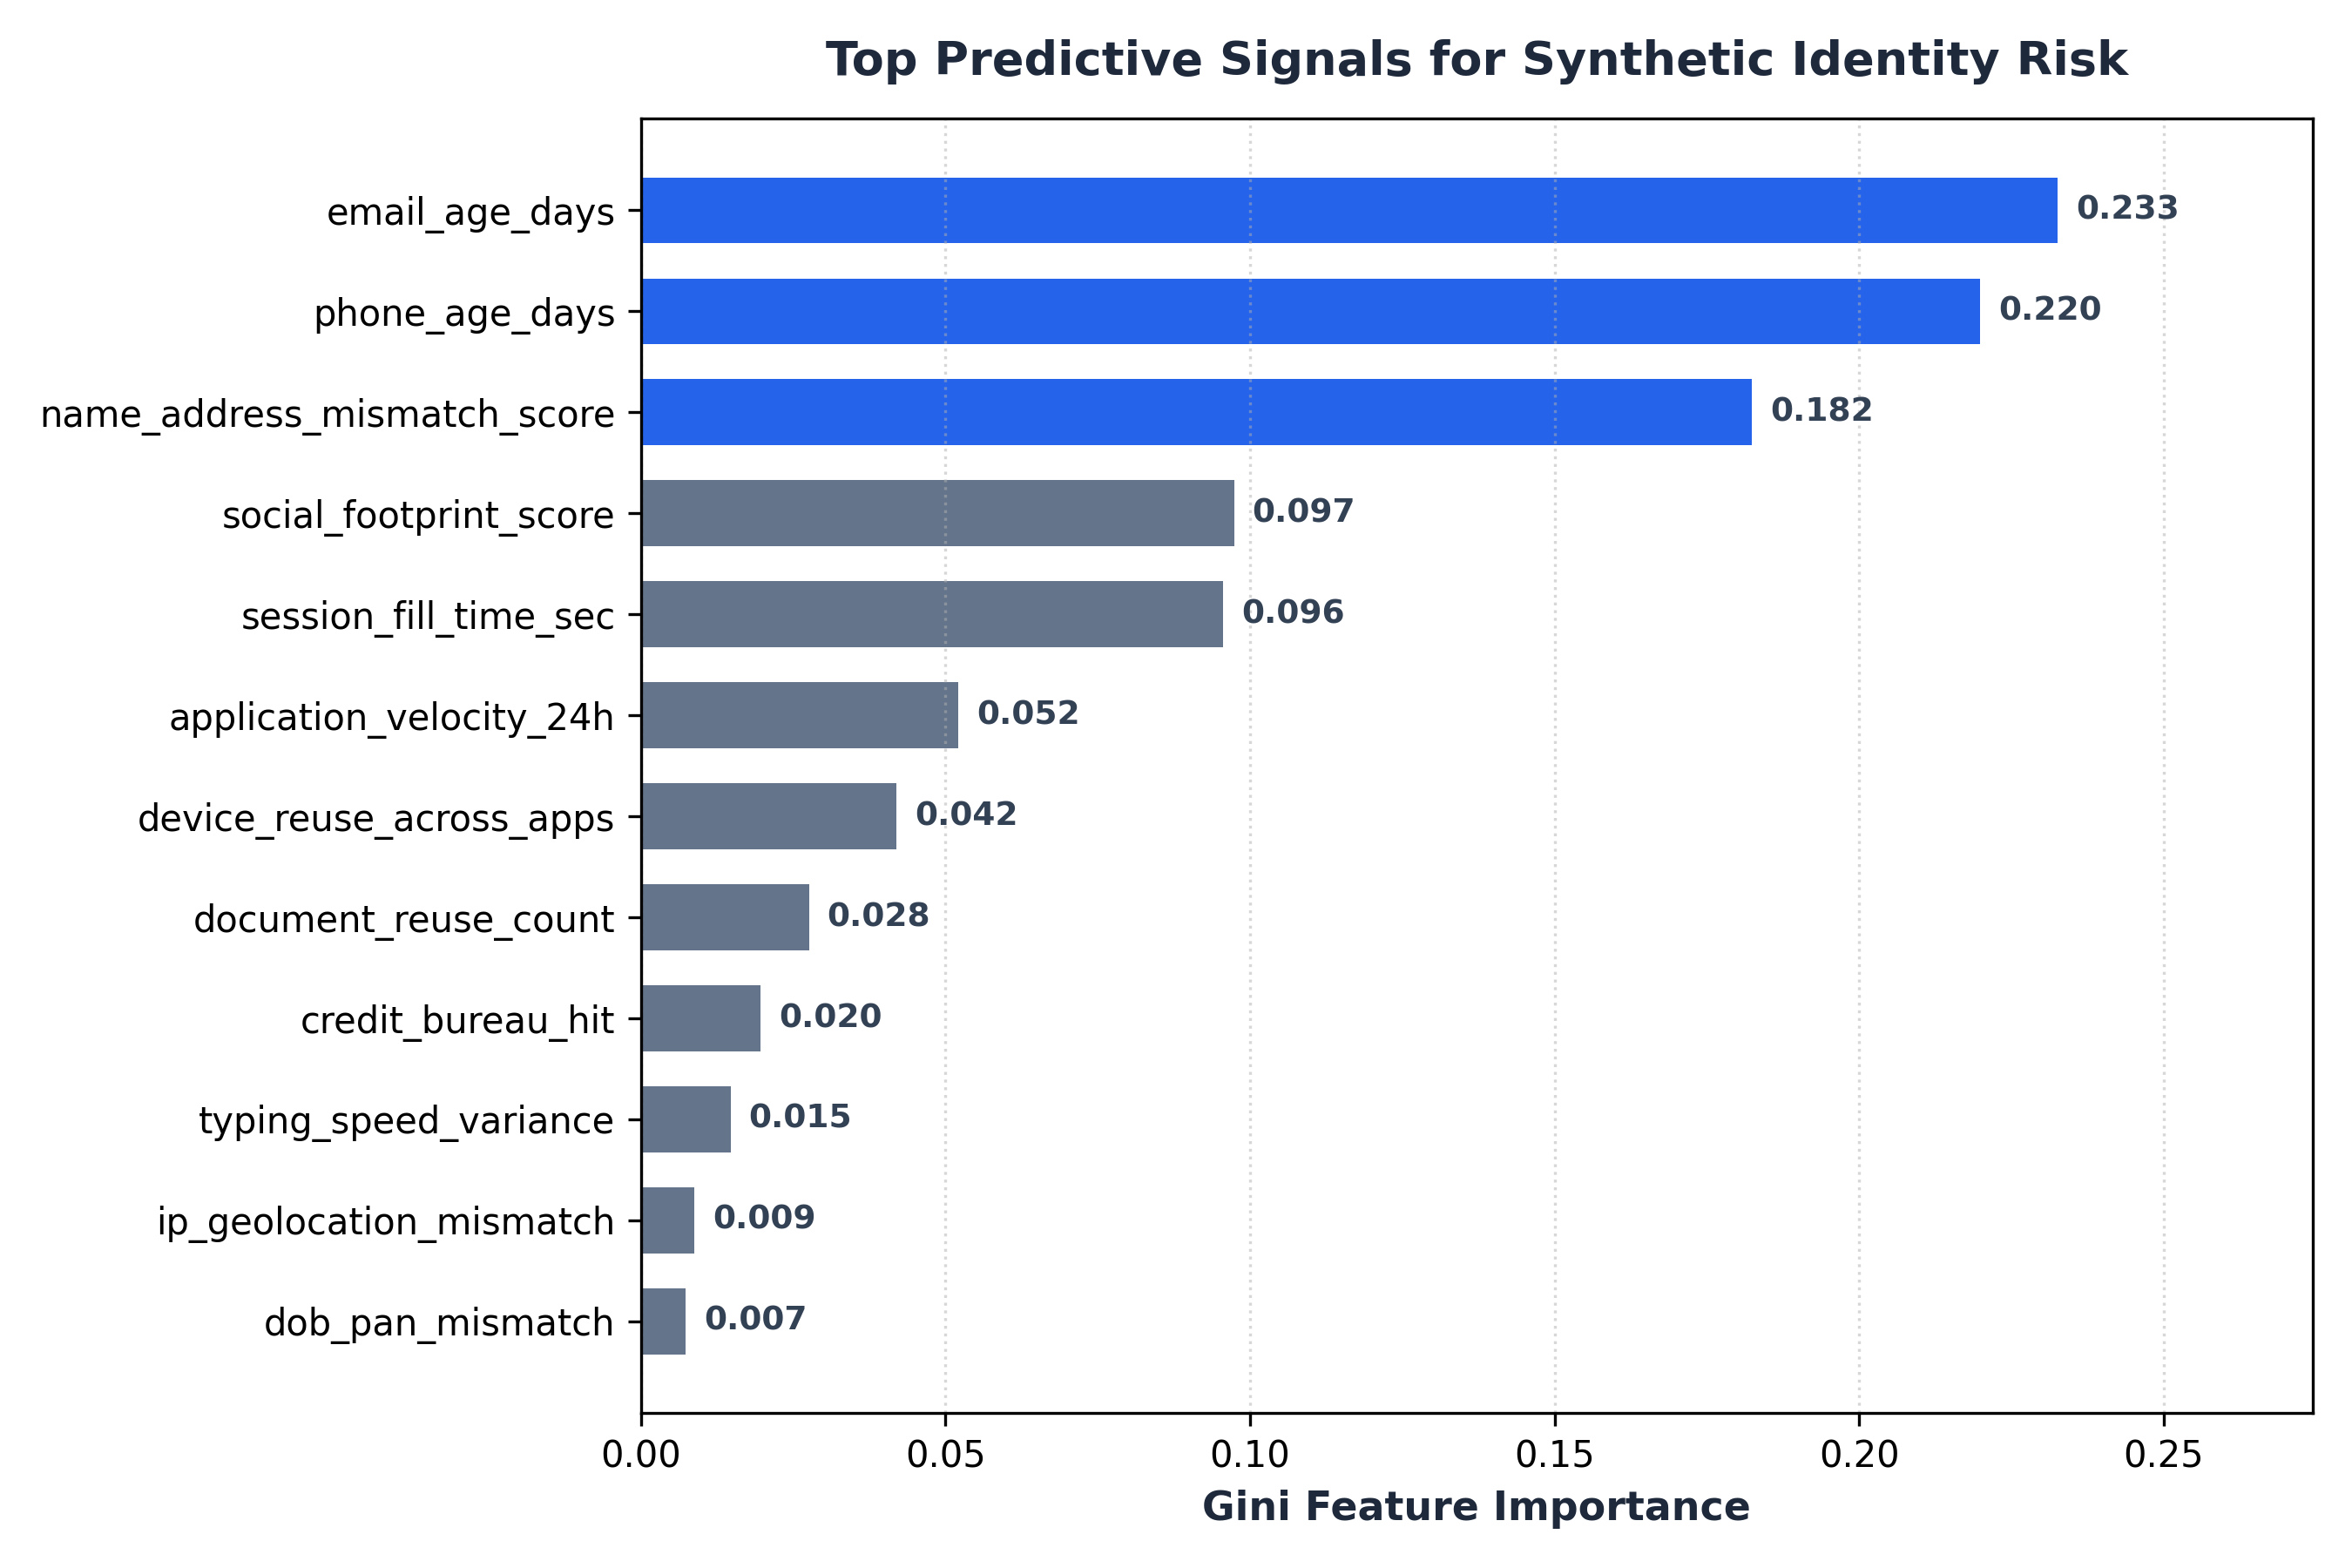 Top Predictive Signals for Synthetic Identity Risk
email_age_days 0.233
phone_age_days 0.220
name_address_mismatch_score 0.182
social_footprint_score 0.097
session_fill_time_sec 0.096
application_velocity_24h 0.052
device_reuse_across_apps 0.042
document_reuse_count 0.028
credit_bureau_hit 0.020
typing_speed_variance 0.015
ip_geolocation_mismatch 0.009
dob_pan_mismatch 0.007
0.00 0.05 0.10 0.15 0.20 0.25
Gini Feature Importance